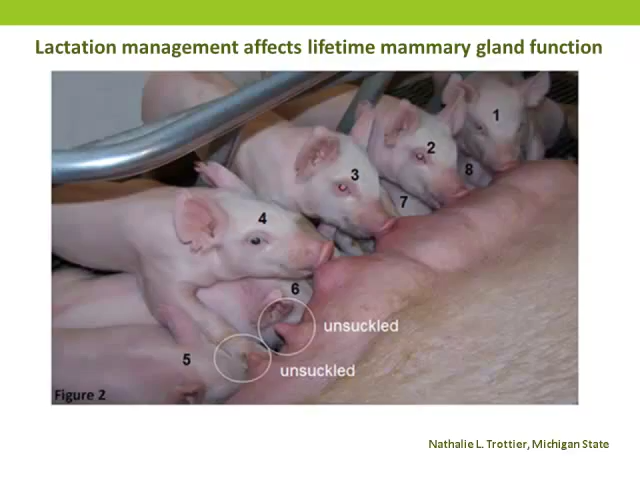 Lactation management affects lifetime mammary gland function
1
2
3
8
7
4
6
unsuckled
5
unsuckled
Figure 2
Nathalie L. Trottier, Michigan State